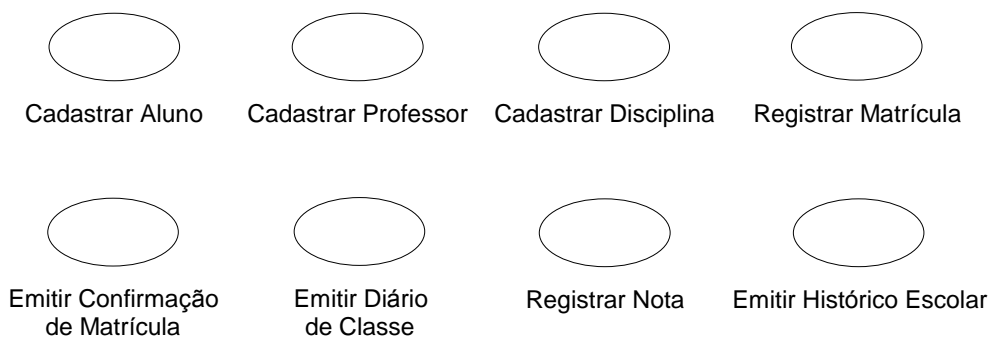 Cadastrar Aluno
Cadastrar Professor
Cadastrar Disciplina
Registrar Matrícula
Emitir Confirmação
de Matrícula
Emitir Diário
de Classe
Registrar Nota
Emitir Histórico Escolar